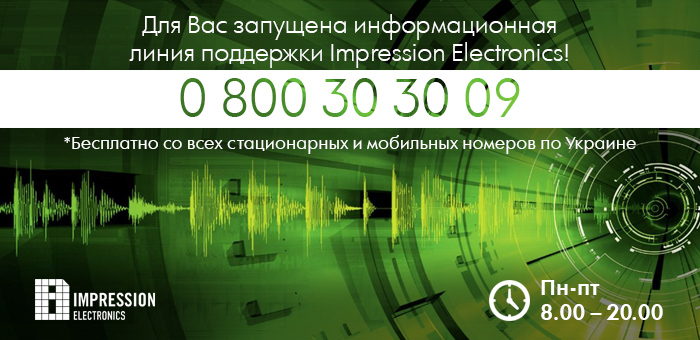 Для Вас запущена информационная
линия поддержки Impression Electronics!
0 800 30 30 09
*Бесплатно со всех стационарных и мобильных номеров по Украине
IMPRESSION
ELECTRONICS
Пн-пт
8.00 – 20.00